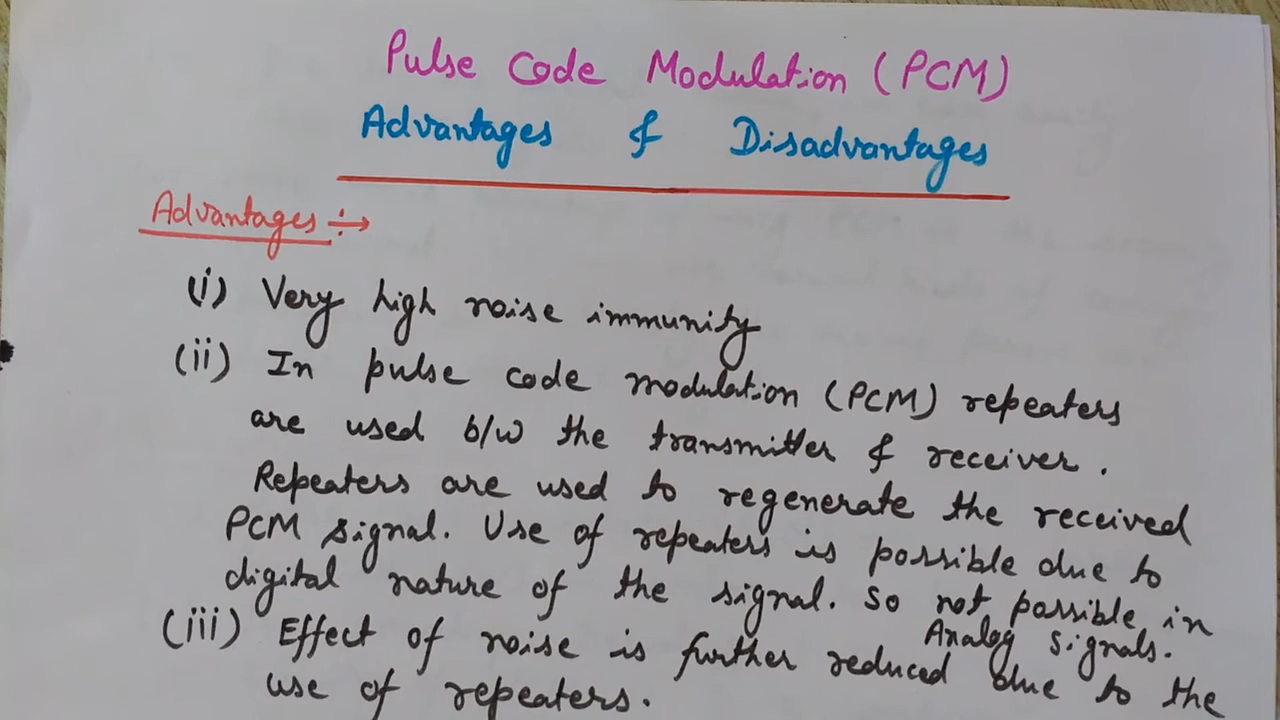 Pulse Code Modulation (PCM)
Advantages & Disadvantages
Advantages :→
(i) Very high noise immunity
(ii) In pulse code modulation (PCM) repeaters
are used b/w the transmitter & receiver.
Repeaters are used to regenerate the received
PCM signal. Use of repeaters is possible due to
digital nature of the signal. So not possible in
Analog signals.
(iii) Effect of noise is further reduced due to the
use of repeaters.